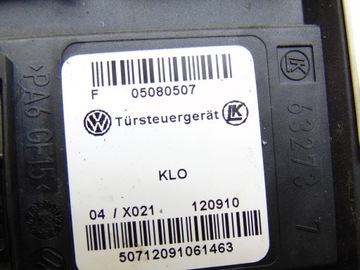 F 05080507
Türsteuergerät
KLO
04 / X021 120910
50712091061463
>PA6 GF15<
63273 7